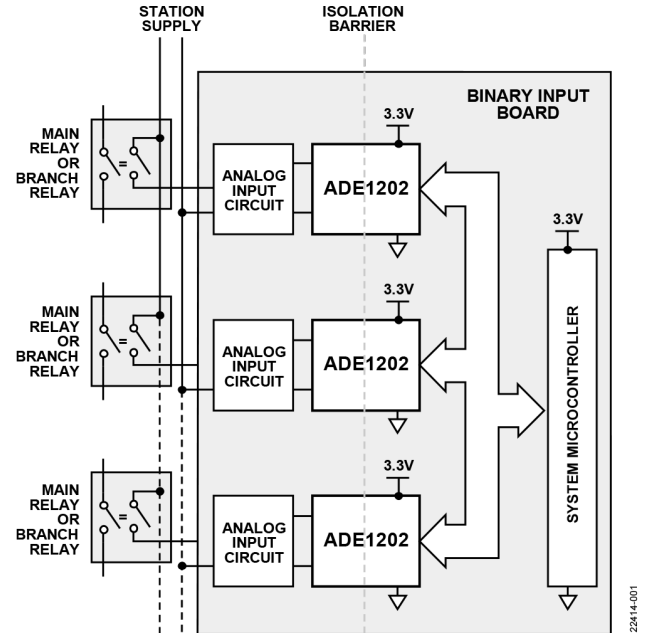 STATION
SUPPLY
ISOLATION
BARRIER
BINARY INPUT
BOARD
MAIN
RELAY
OR
BRANCH
RELAY
=
ANALOG
INPUT
CIRCUIT
3.3V
ADE1202
3.3V
MAIN
RELAY
OR
BRANCH
RELAY
=
ANALOG
INPUT
CIRCUIT
3.3V
ADE1202
SYSTEM MICROCONTROLLER
MAIN
RELAY
OR
BRANCH
RELAY
=
ANALOG
INPUT
CIRCUIT
3.3V
ADE1202
22414-001